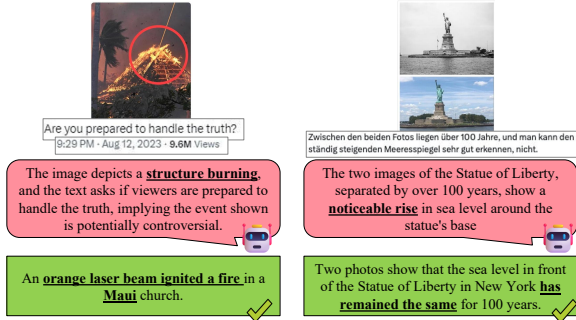 Are you prepared to handle the truth?
9:29 PM · Aug 12, 2023 · 9.6M Views
The image depicts a structure burning,
and the text asks if viewers are prepared to
handle the truth, implying the event shown
is potentially controversial.
An orange laser beam ignited a fire in a
Maui church.
Zwischen den beiden Fotos liegen über 100 Jahre, und man kann den
ständig steigenden Meeresspiegel sehr gut erkennen, nicht.
The two images of the Statue of Liberty,
separated by over 100 years, show a
noticeable rise in sea level around the
statue's base
Two photos show that the sea level in front
of the Statue of Liberty in New York has
remained the same for 100 years.